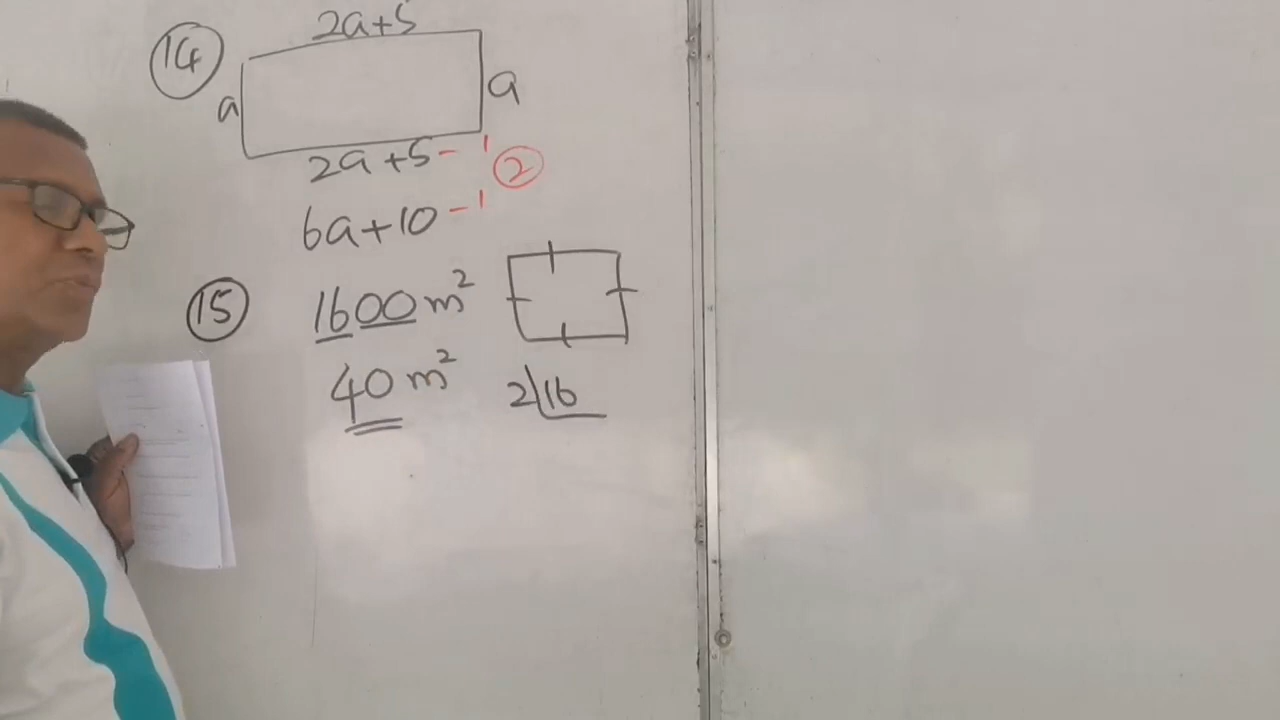 14
2a+5
a
a
2a+5 - 1
2
6a+10 - 1
15
1600 m²
40 m²
2 16